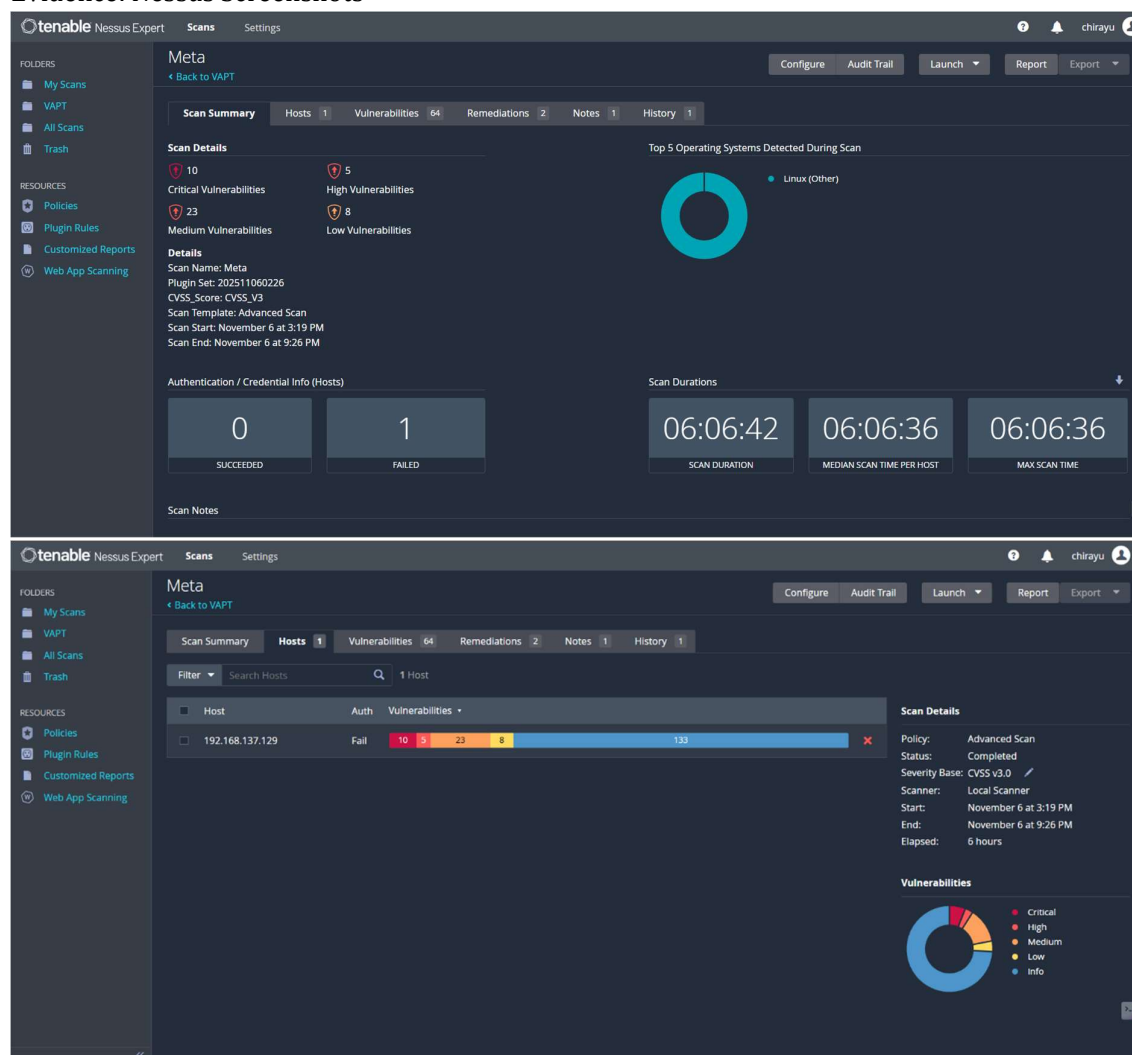 Evidence: Nessus Screenshots
tenable Nessus Expert Scans Settings chirayu
FOLDERS
My Scans
VAPT
All Scans
Trash
RESOURCES
Policies
Plugin Rules
Customized Reports
Web App Scanning
Meta
Back to VAPT
Configure Audit Trail Launch Report Export
Scan Summary Hosts 1 Vulnerabilities 64 Remediations 2 Notes 1 History 1
Scan Details
10 5
Critical Vulnerabilities High Vulnerabilities
23 8
Medium Vulnerabilities Low Vulnerabilities
Details
Scan Name: Meta
Plugin Set: 202511060226
CVSS_Score: CVSS_V3
Scan Template: Advanced Scan
Scan Start: November 6 at 3:19 PM
Scan End: November 6 at 9:26 PM
Top 5 Operating Systems Detected During Scan
Linux (Other)
Authentication / Credential Info (Hosts)
0 1
SUCCEEDED FAILED
Scan Durations
06:06:42 06:06:36 06:06:36
SCAN DURATION MEDIAN SCAN TIME PER HOST MAX SCAN TIME
Scan Notes
tenable Nessus Expert Scans Settings chirayu
FOLDERS
My Scans
VAPT
All Scans
Trash
RESOURCES
Policies
Plugin Rules
Customized Reports
Web App Scanning
Meta
Back to VAPT
Configure Audit Trail Launch Report Export
Scan Summary Hosts 1 Vulnerabilities 64 Remediations 2 Notes 1 History 1
Filter Search Hosts 1 Host
Host Auth Vulnerabilities
192.168.137.129 Fail 10 5 23 8 133
Scan Details
Policy: Advanced Scan
Status: Completed
Severity Base: CVSS v3.0
Scanner: Local Scanner
Start: November 6 at 3:19 PM
End: November 6 at 9:26 PM
Elapsed: 6 hours
Vulnerabilities
Critical
High
Medium
Low
Info